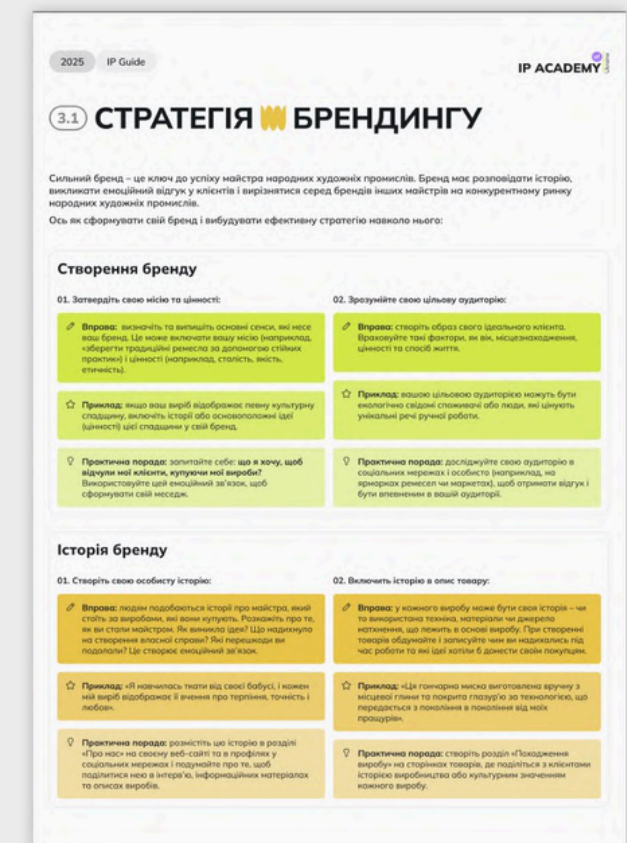 2025 IP Guide
IP ACADEMY
Ukraine
3.1 СТРАТЕГІЯ БРЕНДИНГУ
Сильний бренд – це ключ до успіху майстра народних художніх промислів. Бренд має розповідати історію,
викликати емоційний відгук у клієнтів і вирізнятися серед брендів інших майстрів на конкурентному ринку
народних художніх промислів.
Ось як сформувати свій бренд і вибудувати ефективну стратегію навколо нього:
Створення бренду
01. Затвердіть свою місію та цінності:
Вправа: визначіть та випишіть основні сенси, які несе
ваш бренд. Це може включати вашу місію (наприклад,
«зберегти традиційні ремесла за допомогою стійких
практик») і цінності (наприклад, сталість, якість,
етичність).
Приклад: якщо ваш виріб відображає певну культурну
спадщину, включіть історії або основоположні ідеї
(цінності) цієї спадщини у свій бренд.
Практична порада: запитайте себе: що я хочу, щоб
відчули мої клієнти, купуючи мої вироби?
Використовуйте цей емоційний зв'язок, щоб
сформувати свій меседж.
02. Зрозумійте свою цільову аудиторію:
Вправа: створіть образ свого ідеального клієнта.
Враховуйте такі фактори, як вік, місцезнаходження,
цінності та спосіб життя.
Приклад: вашою цільовою аудиторією можуть бути
екологічно свідомі споживачі або люди, які цінують
унікальні речі ручної роботи.
Практична порада: досліджуйте свою аудиторію в
соціальних мережах і особисто (наприклад, на
ярмарках ремесел чи маркетах), щоб отримати відгук і
бути впевненим в вашій аудиторії.
Історія бренду
01. Створіть свою особисту історію:
Вправа: людям подобаються історії про майстра, який
стоїть за виробами, які вони купують. Розкажіть про те,
як ви стали майстром. Як виникла ідея? Що надихнуло
на створення власної справи? Які перешкоди ви
подолали? Це створює емоційний зв'язок.
Приклад: «Я навчилась ткати від своєї бабусі, і кожен
мій виріб відображає її вчення про терпіння, точність і
любов».
Практична порада: розмістіть цю історію в розділі
«Про нас» на своєму веб-сайті та в профілях у
соціальних мережах і подумайте про те, щоб
поділитися нею в інтерв'ю, інформаційних матеріалах
та описах виробів.
02. Включить історію в опис товару:
Вправа: у кожного виробу може бути своя історія – чи
то використана техніка, матеріали чи джерело
натхнення, що лежить в основі виробу. При створенні
товарів обдумайте і записуйте чим ви надихались під
час роботи та які ідеї хотіли б донести своїм покупцям.
Приклад: «Ця гончарна миска виготовлена вручну з
місцевої глини та покрита глазур'ю за технологією, що
передається з покоління в покоління від моїх
пращурів».
Практична порада: створіть розділ «Походження
виробу» на сторінках товарів, де поділіться з клієнтами
історією виробництва або культурним значенням
кожного виробу.